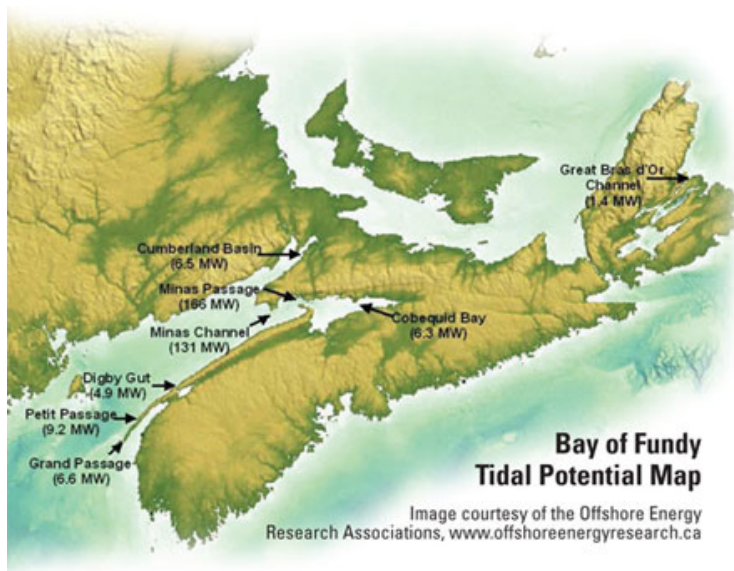 Great Bras d'Or
Channel
(1.4 MW)
Cumberland Basin
(6.5 MW)
Minas Passage
(166 MW)
Minas Channel
(131 MW)
Cobequid Bay
(6.3 MW)
Digby Gut
(4.9 MW)
Petit Passage
(9.2 MW)
Grand Passage
(6.6 MW)
Bay of Fundy
Tidal Potential Map
Image courtesy of the Offshore Energy
Research Associations, www.offshoreenergyresearch.ca